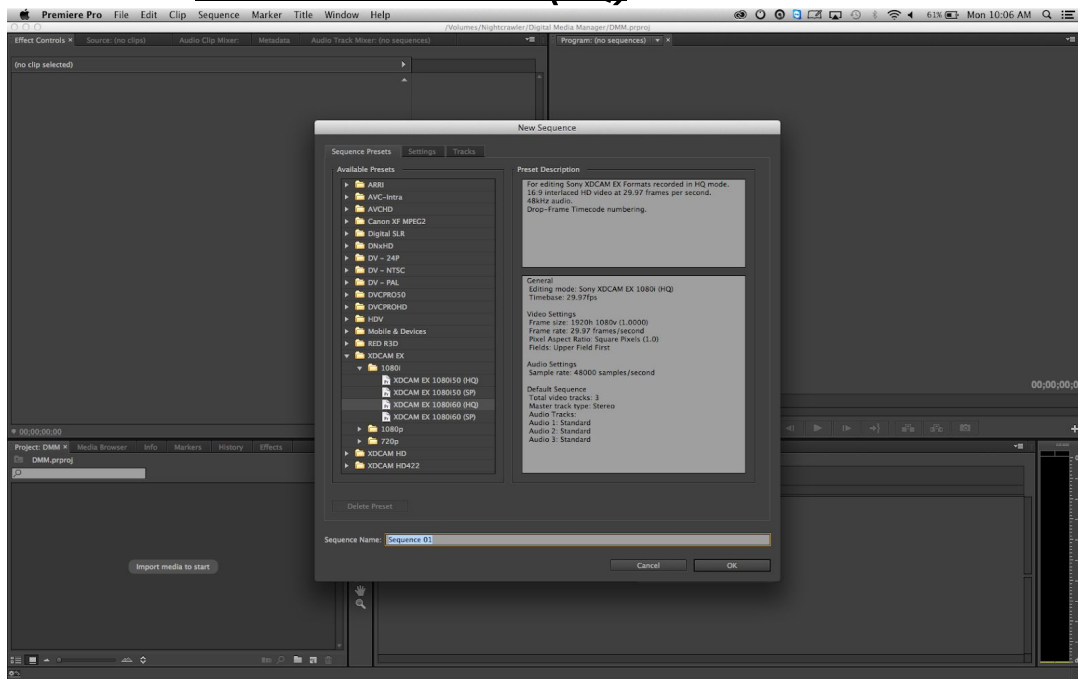 Premiere Pro File Edit Clip Sequence Marker Title Window Help 61% Mon 10:06 AM
/Volumes/Nightcrawler/Digital Media Manager/DMM.prproj
Effect Controls Source: (no clips) Audio Clip Mixer: Metadata Audio Track Mixer: (no sequences) Program: (no sequences)
(no clip selected)
New Sequence
Sequence Presets Settings Tracks
Available Presets
ARRI
AVC-Intra
AVCHD
Canon XF MPEG2
Digital SLR
DNxHD
DV - 24P
DV - NTSC
DV - PAL
DVCPRO50
DVCPROHD
HDV
Mobile & Devices
RED R3D
XDCAM EX
1080i
XDCAM EX 1080i50 (HQ)
XDCAM EX 1080i50 (SP)
XDCAM EX 1080i60 (HQ)
XDCAM EX 1080i60 (SP)
1080p
720p
XDCAM HD
XDCAM HD422
Delete Preset
Preset Description
For editing Sony XDCAM EX Formats recorded in HQ mode.
16:9 interlaced HD video at 29.97 frames per second.
48kHz audio.
Drop-Frame Timecode numbering.
General
Editing mode: Sony XDCAM EX 1080i (HQ)
Timebase: 29.97fps
Video Settings
Frame size: 1920h 1080v (1.0000)
Frame rate: 29.97 frames/second
Pixel Aspect Ratio: Square Pixels (1.0)
Fields: Upper Field First
Audio Settings
Sample rate: 48000 samples/second
Default Sequence
Total video tracks: 3
Master track type: Stereo
Audio Tracks:
Audio 1: Standard
Audio 2: Standard
Audio 3: Standard
Sequence Name: Sequence 01
Cancel OK
00;00;00;0
00;00;00;00
Project: DMM Media Browser Info Markers History Effects
DMM.prproj
Import media to start